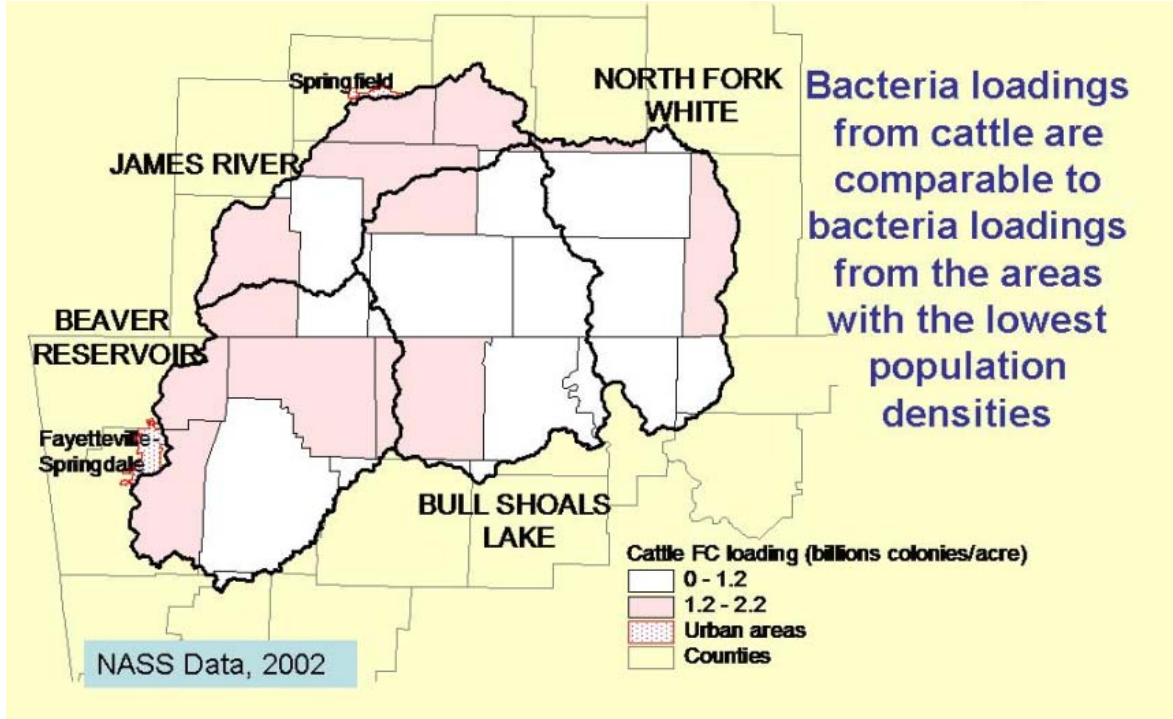 Springfield
NORTH FORK
WHITE
JAMES RIVER
BEAVER
RESERVOIR
Fayetteville-
Springdale
BULL SHOALS
LAKE
Bacteria loadings
from cattle are
comparable to
bacteria loadings
from the areas
with the lowest
population
densities
Cattle FC loading (billions colonies/acre)
0 - 1.2
1.2 - 2.2
Urban areas
Counties
NASS Data, 2002